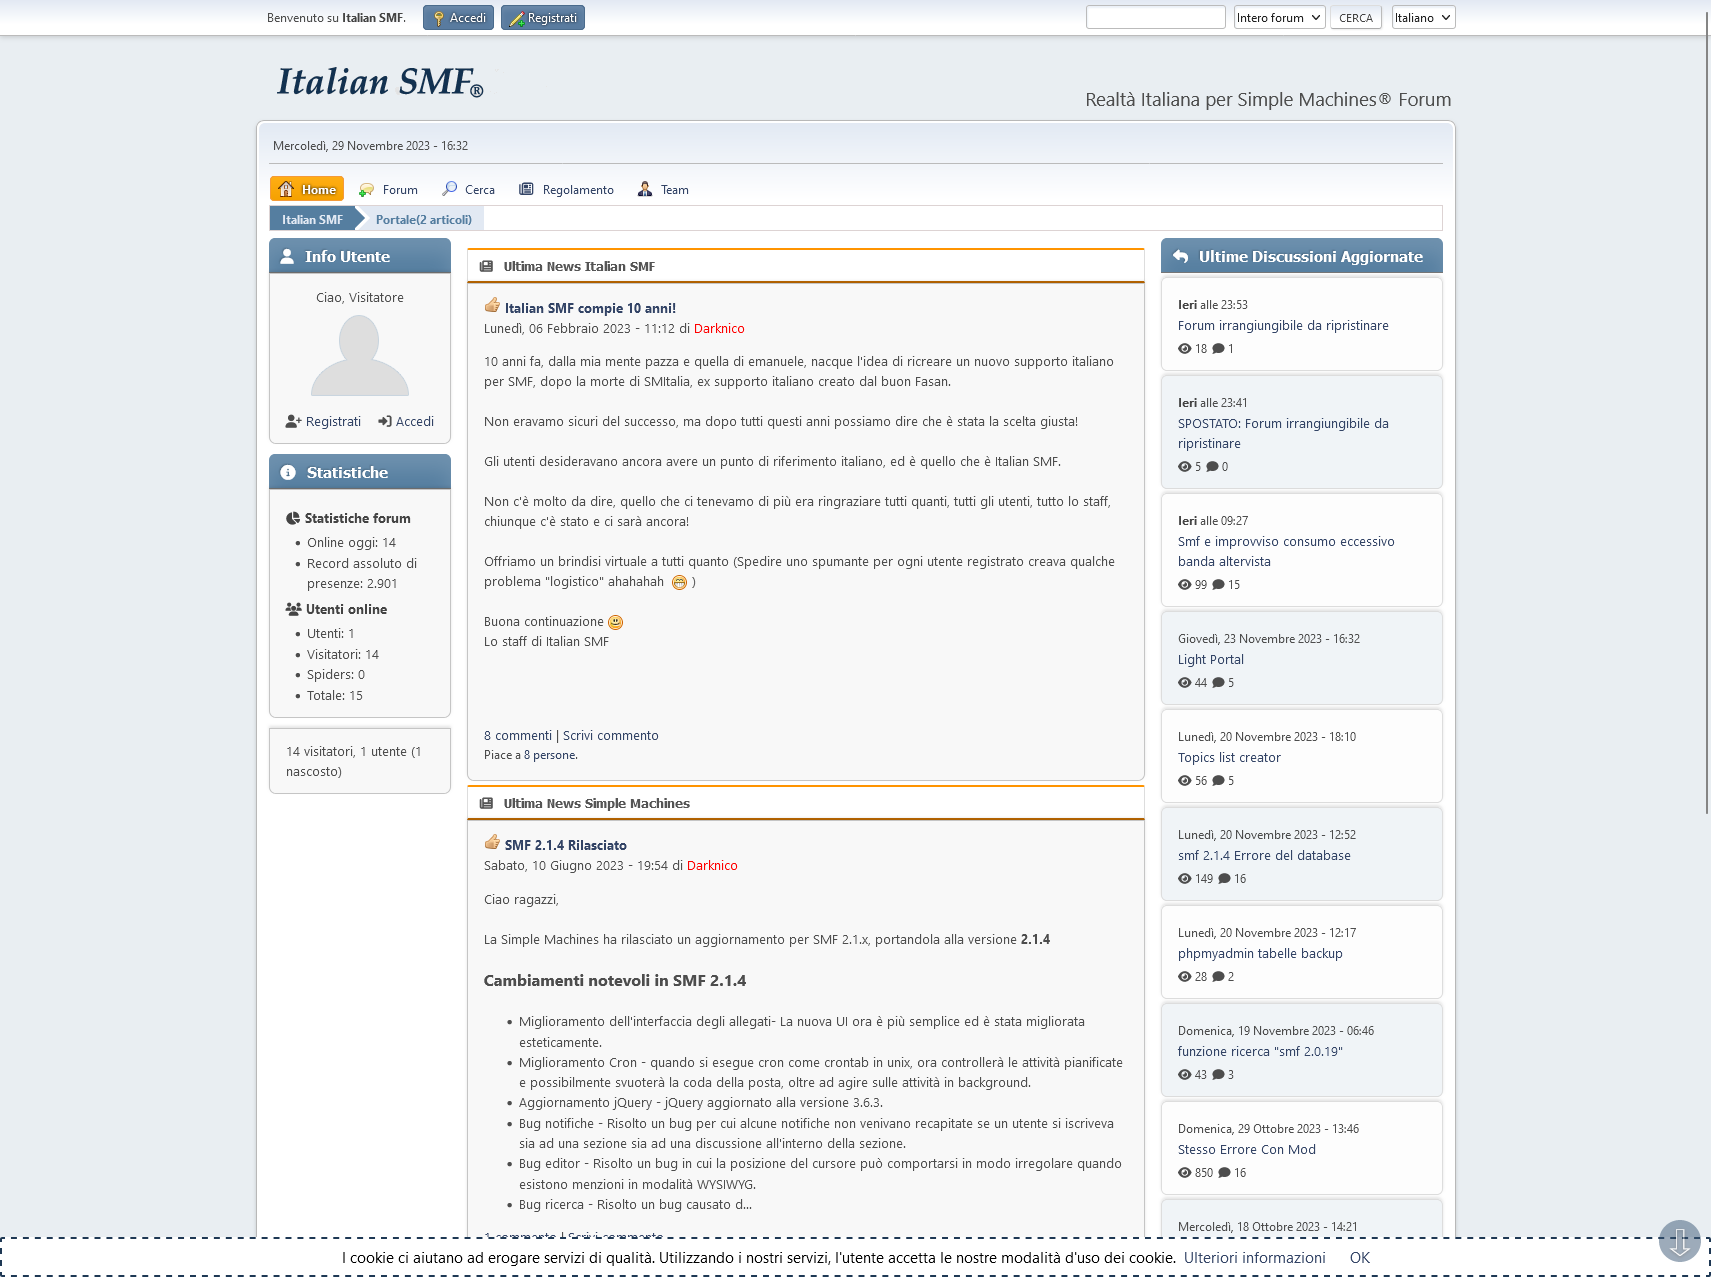 Benvenuto su Italian SMF.
Accedi
Registrati
Intero forum
CERCA
Italiano
Italian SMF®
Realtà Italiana per Simple Machines® Forum
Mercoledì, 29 Novembre 2023 - 16:32
Home
Forum
Cerca
Regolamento
Team
Italian SMF
Portale(2 articoli)
Info Utente
Ciao, Visitatore
Registrati
Accedi
Statistiche
Statistiche forum
Online oggi: 14
Record assoluto di
presenze: 2.901
Utenti online
Utenti: 1
Visitatori: 14
Spiders: 0
Totale: 15
14 visitatori, 1 utente (1
nascosto)
Ultima News Italian SMF
Italian SMF compie 10 anni!
Lunedì, 06 Febbraio 2023 - 11:12 di Darknico
10 anni fa, dalla mia mente pazza e quella di emanuele, nacque l'idea di ricreare un nuovo supporto italiano
per SMF, dopo la morte di SMItalia, ex supporto italiano creato dal buon Fasan.
Non eravamo sicuri del successo, ma dopo tutti questi anni possiamo dire che è stata la scelta giusta!
Gli utenti desideravano ancora avere un punto di riferimento italiano, ed è quello che è Italian SMF.
Non c'è molto da dire, quello che ci tenevamo di più era ringraziare tutti quanti, tutti gli utenti, tutto lo staff,
chiunque c'è stato e ci sarà ancora!
Offriamo un brindisi virtuale a tutti quanto (Spedire uno spumante per ogni utente registrato creava qualche
problema "logistico" ahahahah )
Buona continuazione
Lo staff di Italian SMF
8 commenti | Scrivi commento
Piace a 8 persone.
Ultima News Simple Machines
SMF 2.1.4 Rilasciato
Sabato, 10 Giugno 2023 - 19:54 di Darknico
Ciao ragazzi,
La Simple Machines ha rilasciato un aggiornamento per SMF 2.1.x, portandola alla versione 2.1.4
Cambiamenti notevoli in SMF 2.1.4
Miglioramento dell'interfaccia degli allegati- La nuova UI ora è più semplice ed è stata migliorata
esteticamente.
Miglioramento Cron - quando si esegue cron come crontab in unix, ora controllerà le attività pianificate
e possibilmente svuoterà la coda della posta, oltre ad agire sulle attività in background.
Aggiornamento jQuery - jQuery aggiornato alla versione 3.6.3.
Bug notifiche - Risolto un bug per cui alcune notifiche non venivano recapitate se un utente si iscriveva
sia ad una sezione sia ad una discussione all'interno della sezione.
Bug editor - Risolto un bug in cui la posizione del cursore può comportarsi in modo irregolare quando
esistono menzioni in modalità WYSIWYG.
Bug ricerca - Risolto un bug causato d...
1 commento | Scrivi commento
Ultime Discussioni Aggiornate
Ieri alle 23:53
Forum irrangiungibile da ripristinare
18 1
Ieri alle 23:41
SPOSTATO: Forum irrangiungibile da
ripristinare
5 0
Ieri alle 09:27
Smf e improvviso consumo eccessivo
banda altervista
99 15
Giovedì, 23 Novembre 2023 - 16:32
Light Portal
44 5
Lunedì, 20 Novembre 2023 - 18:10
Topics list creator
56 5
Lunedì, 20 Novembre 2023 - 12:52
smf 2.1.4 Errore del database
149 16
Lunedì, 20 Novembre 2023 - 12:17
phpmyadmin tabelle backup
28 2
Domenica, 19 Novembre 2023 - 06:46
funzione ricerca "smf 2.0.19"
43 3
Domenica, 29 Ottobre 2023 - 13:46
Stesso Errore Con Mod
850 16
Mercoledì, 18 Ottobre 2023 - 14:21
I cookie ci aiutano ad erogare servizi di qualità. Utilizzando i nostri servizi, l'utente accetta le nostre modalità d'uso dei cookie. Ulteriori informazioni OK